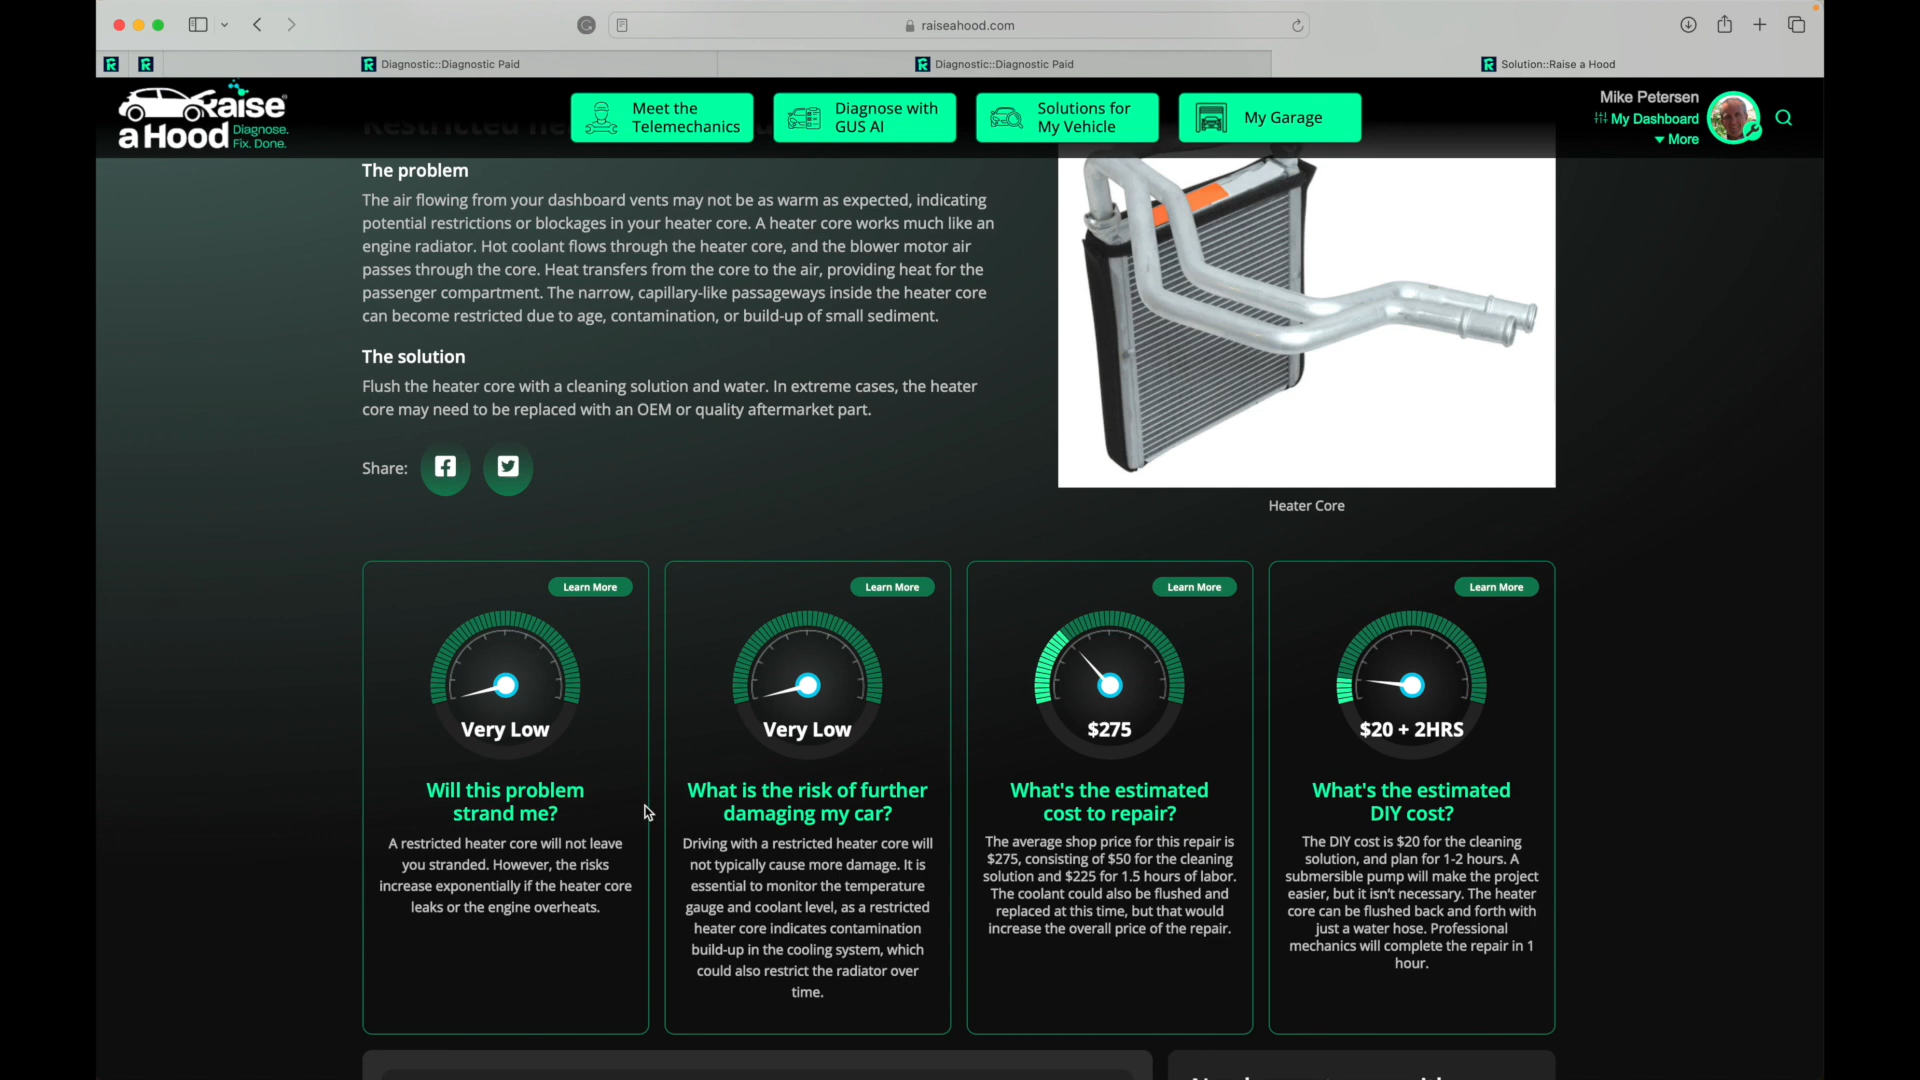 raiseahood.com
Diagnostic::Diagnostic Paid
Diagnostic::Diagnostic Paid
Solution::Raise a Hood
Raise
a Hood
Diagnose.
Fix. Done.
Meet the
Telemechanics
Diagnose with
GUS AI
Solutions for
My Vehicle
My Garage
Mike Petersen
My Dashboard
More
The problem
The air flowing from your dashboard vents may not be as warm as expected, indicating
potential restrictions or blockages in your heater core. A heater core works much like an
engine radiator. Hot coolant flows through the heater core, and the blower motor air
passes through the core. Heat transfers from the core to the air, providing heat for the
passenger compartment. The narrow, capillary-like passageways inside the heater core
can become restricted due to age, contamination, or build-up of small sediment.
The solution
Flush the heater core with a cleaning solution and water. In extreme cases, the heater
core may need to be replaced with an OEM or quality aftermarket part.
Share:
Heater Core
Learn More
Very Low
Will this problem
strand me?
A restricted heater core will not leave
you stranded. However, the risks
increase exponentially if the heater core
leaks or the engine overheats.
Learn More
Very Low
What is the risk of further
damaging my car?
Driving with a restricted heater core will
not typically cause more damage. It is
essential to monitor the temperature
gauge and coolant level, as a restricted
heater core indicates contamination
build-up in the cooling system, which
could also restrict the radiator over
time.
Learn More
$275
What's the estimated
cost to repair?
The average shop price for this repair is
$275, consisting of $50 for the cleaning
solution and $225 for 1.5 hours of labor.
The coolant could also be flushed and
replaced at this time, but that would
increase the overall price of the repair.
Learn More
$20 + 2HRS
What's the estimated
DIY cost?
The DIY cost is $20 for the cleaning
solution, and plan for 1-2 hours. A
submersible pump will make the project
easier, but it isn't necessary. The heater
core can be flushed back and forth with
just a water hose. Professional
mechanics will complete the repair in 1
hour.